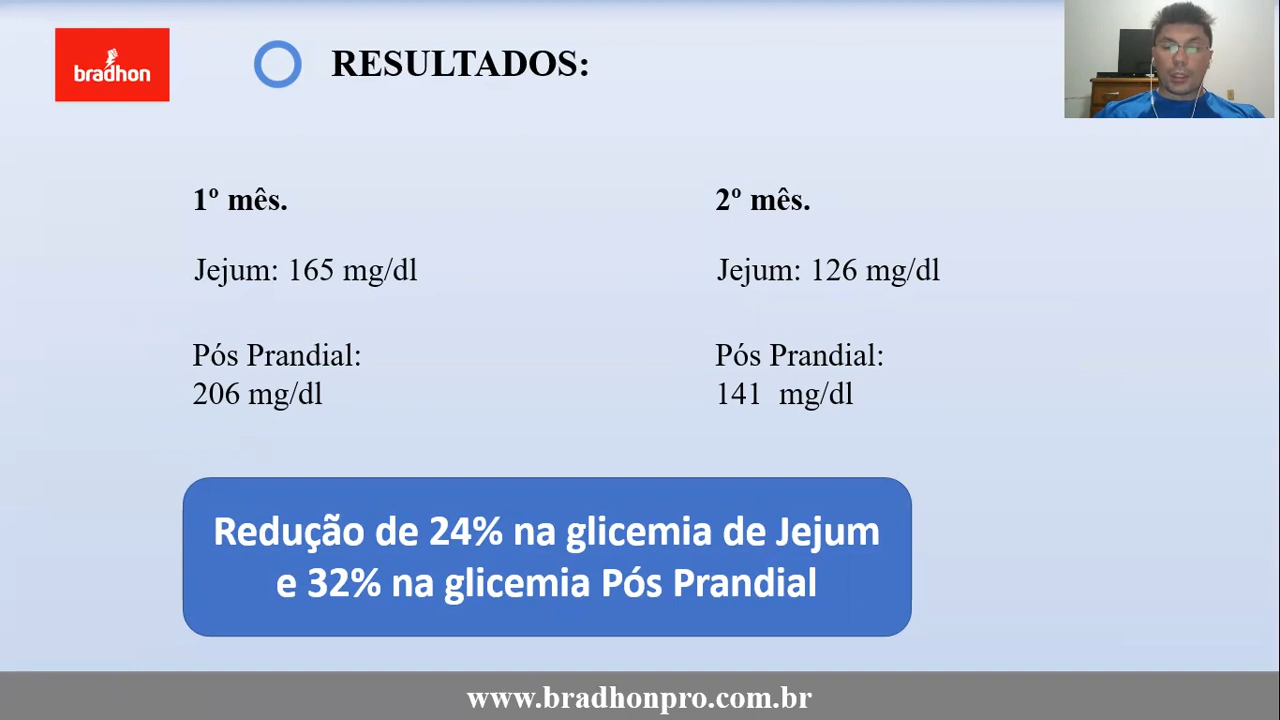 bradhon
RESULTADOS:
1º mês.
2º mês.
Jejum: 165 mg/dl
Jejum: 126 mg/dl
Pós Prandial:
206 mg/dl
Pós Prandial:
141 mg/dl
Redução de 24% na glicemia de Jejum
e 32% na glicemia Pós Prandial
www.bradhonpro.com.br